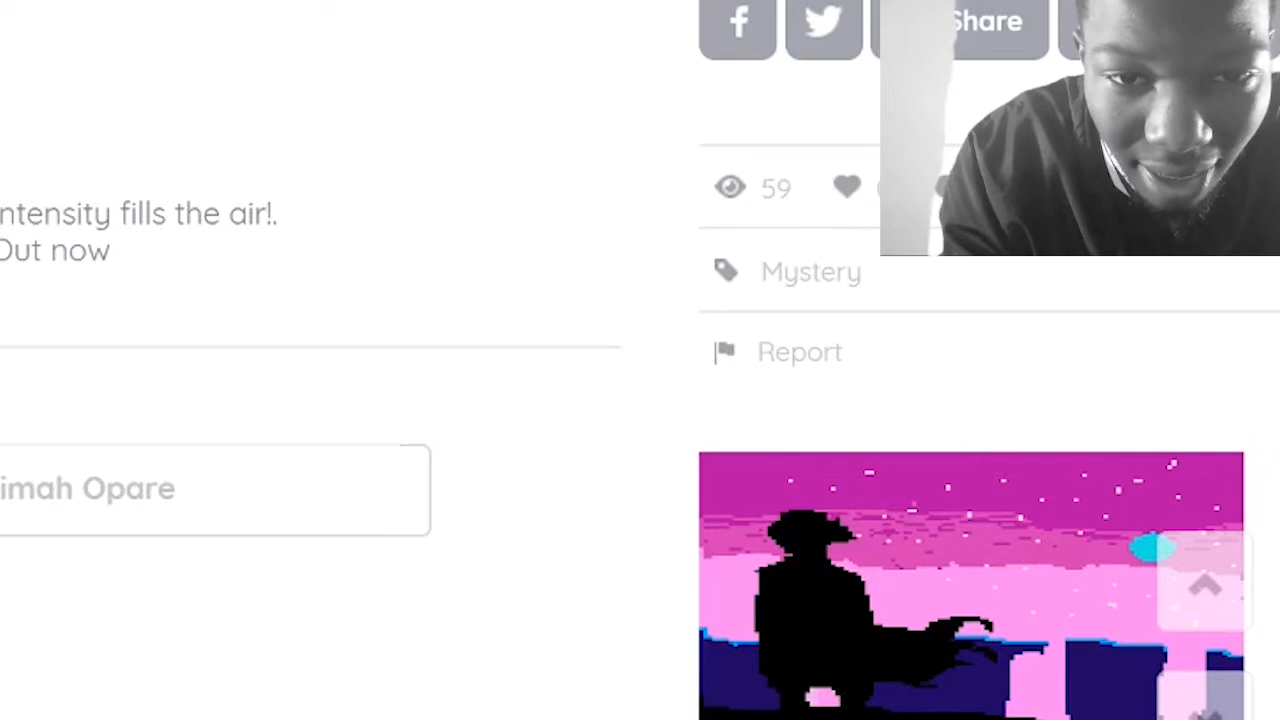 Share
59
ntensity fills the air!.
Out now
Mystery
Report
imah Opare